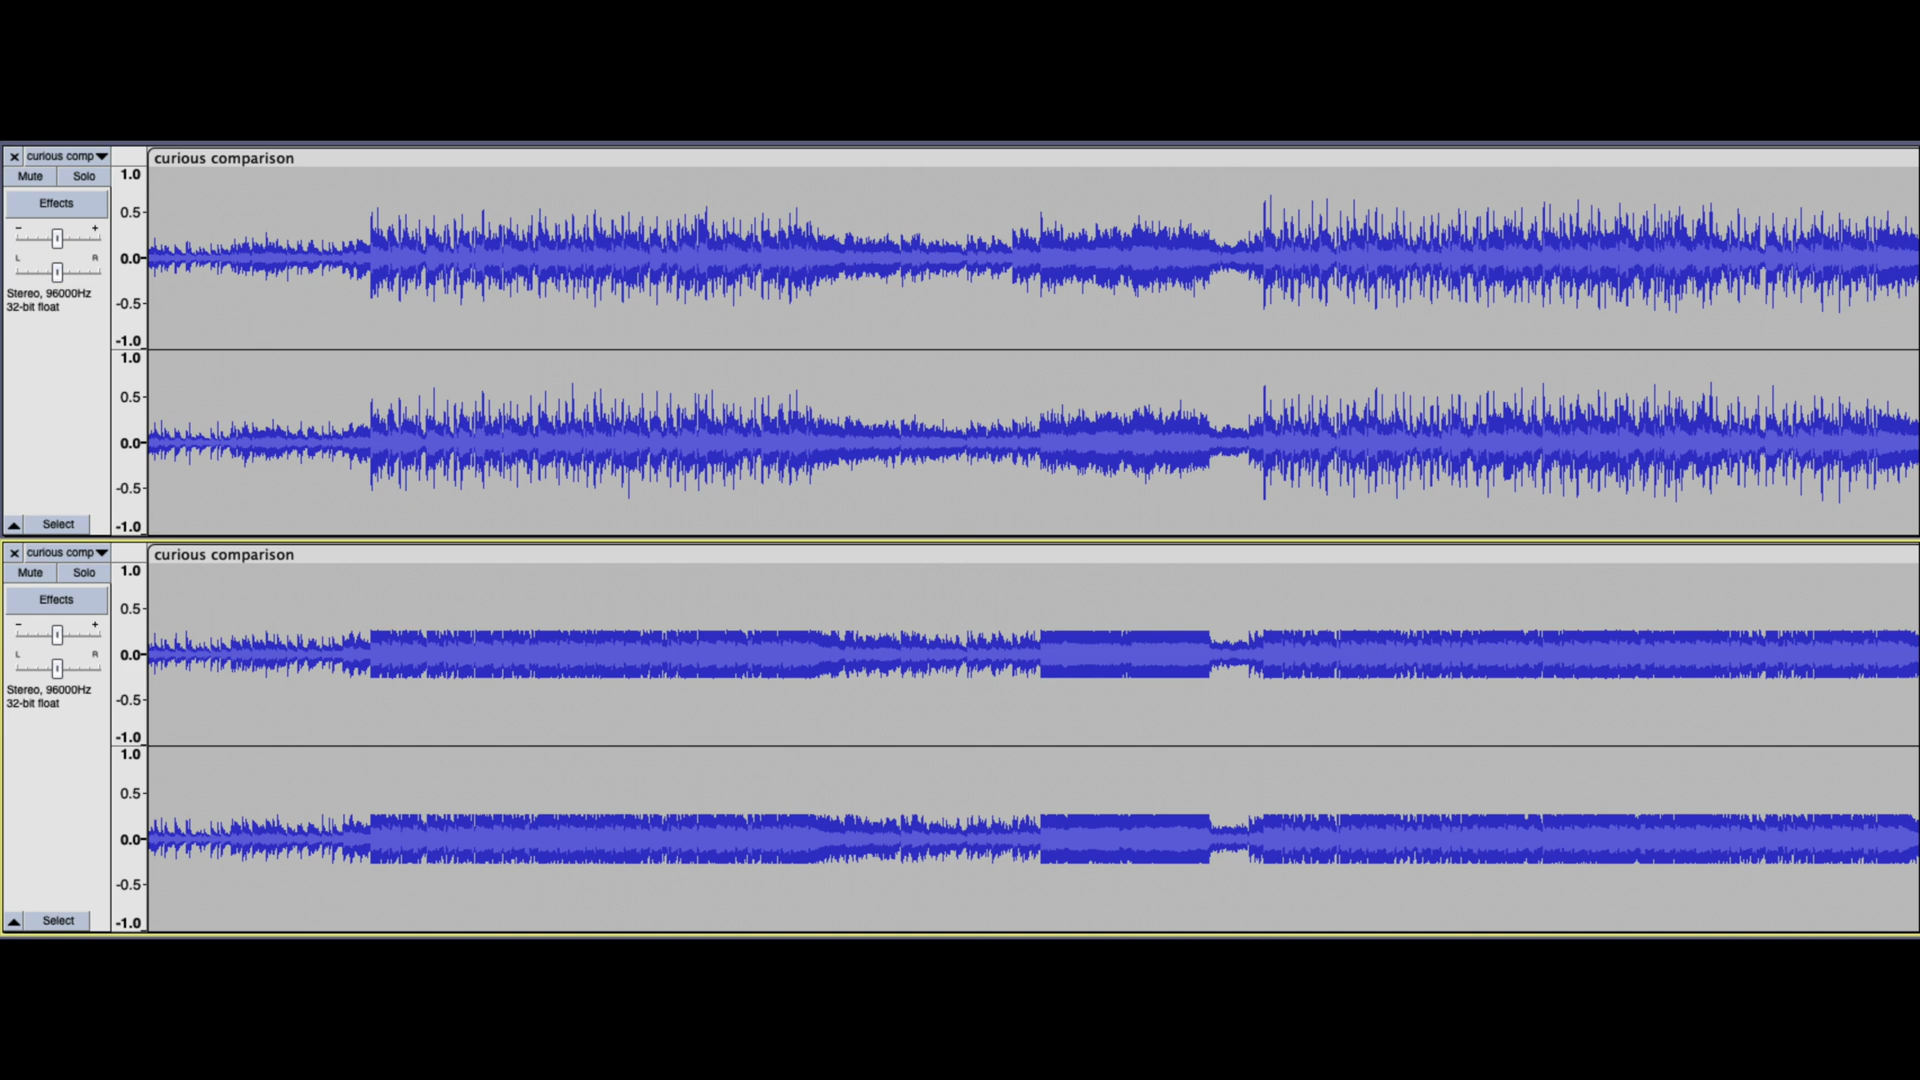 curious comp
curious comparison
Mute Solo
Effects
- +
L R
Stereo, 96000Hz
32-bit float
Select
1.0
0.5-
0.0-
-0.5-
-1.0
1.0
0.5-
0.0-
-0.5-
-1.0
curious comp
curious comparison
Mute Solo
Effects
- +
L R
Stereo, 96000Hz
32-bit float
Select
1.0
0.5-
0.0-
-0.5-
-1.0
1.0
0.5-
0.0-
-0.5-
-1.0